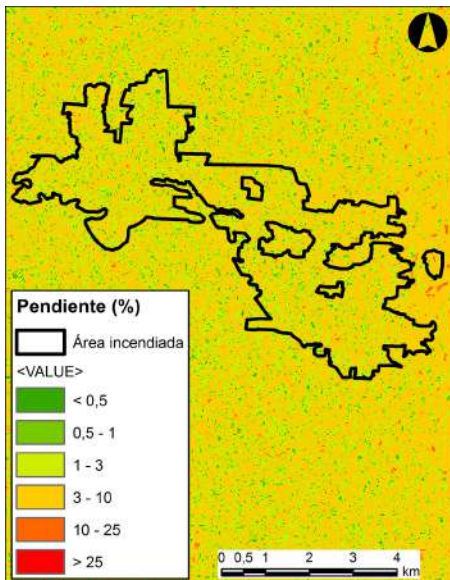 Pendiente (%)
Área incendiada
<VALUE>
< 0,5
0,5 - 1
1 - 3
3 - 10
10 - 25
> 25
0 0,5 1 2 3 4
km